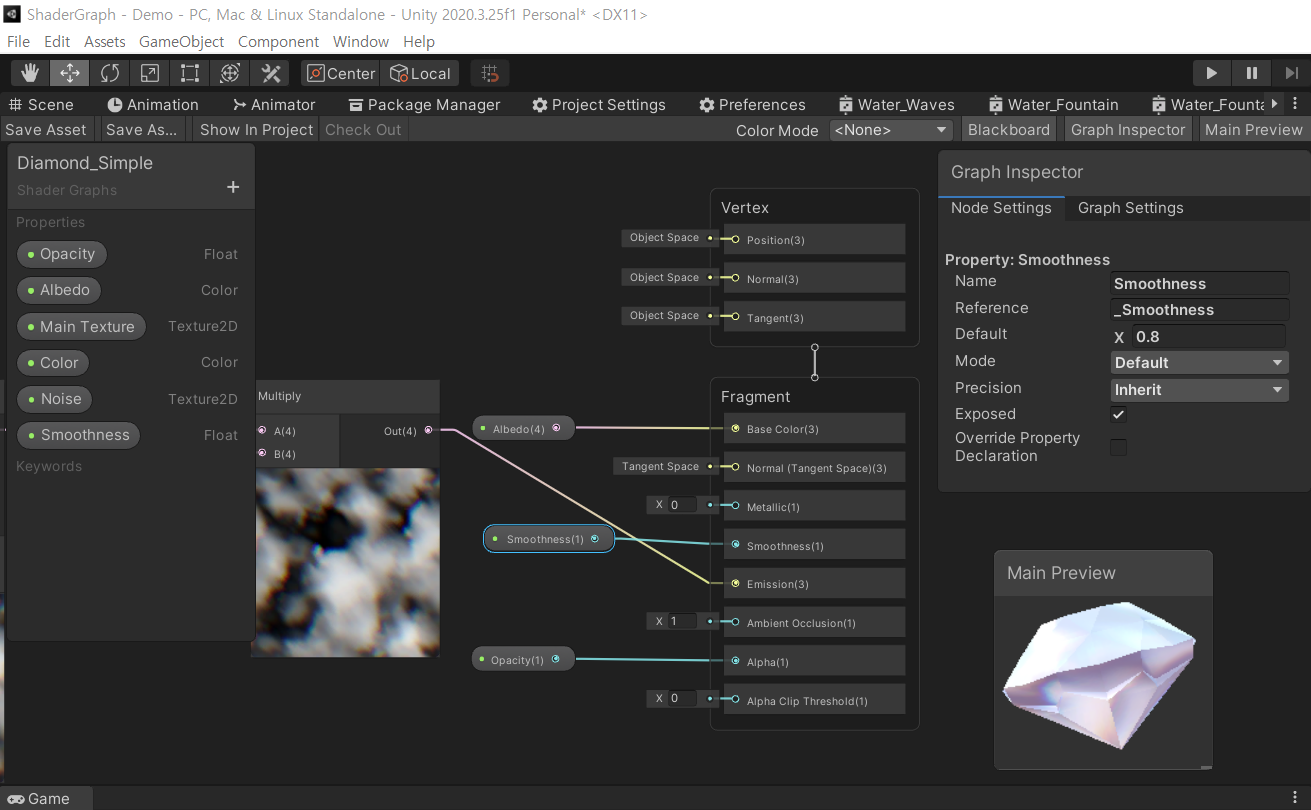 ShaderGraph - Demo - PC, Mac & Linux Standalone - Unity 2020.3.25f1 Personal* <DX11>
File Edit Assets GameObject Component Window Help
Center Local
Scene Animation Animator Package Manager Project Settings Preferences Water_Waves Water_Fountain Water_Founta
Save Asset Save As... Show In Project Check Out Color Mode <None> Blackboard Graph Inspector Main Preview
Diamond_Simple
Shader Graphs +
Properties
Opacity Float
Albedo Color
Main Texture Texture2D
Color Color
Noise Texture2D
Smoothness Float
Keywords
Multiply
A(4) Out(4)
B(4)
Albedo(4)
Smoothness(1)
Opacity(1)
Vertex
Object Space Position(3)
Object Space Normal(3)
Object Space Tangent(3)
Fragment
Base Color(3)
Tangent Space Normal (Tangent Space)(3)
X 0 Metallic(1)
Smoothness(1)
Emission(3)
X 1 Ambient Occlusion(1)
Alpha(1)
X 0 Alpha Clip Threshold(1)
Graph Inspector
Node Settings Graph Settings
Property: Smoothness
Name Smoothness
Reference _Smoothness
Default X 0.8
Mode Default
Precision Inherit
Exposed
Override Property
Declaration
Main Preview
Game